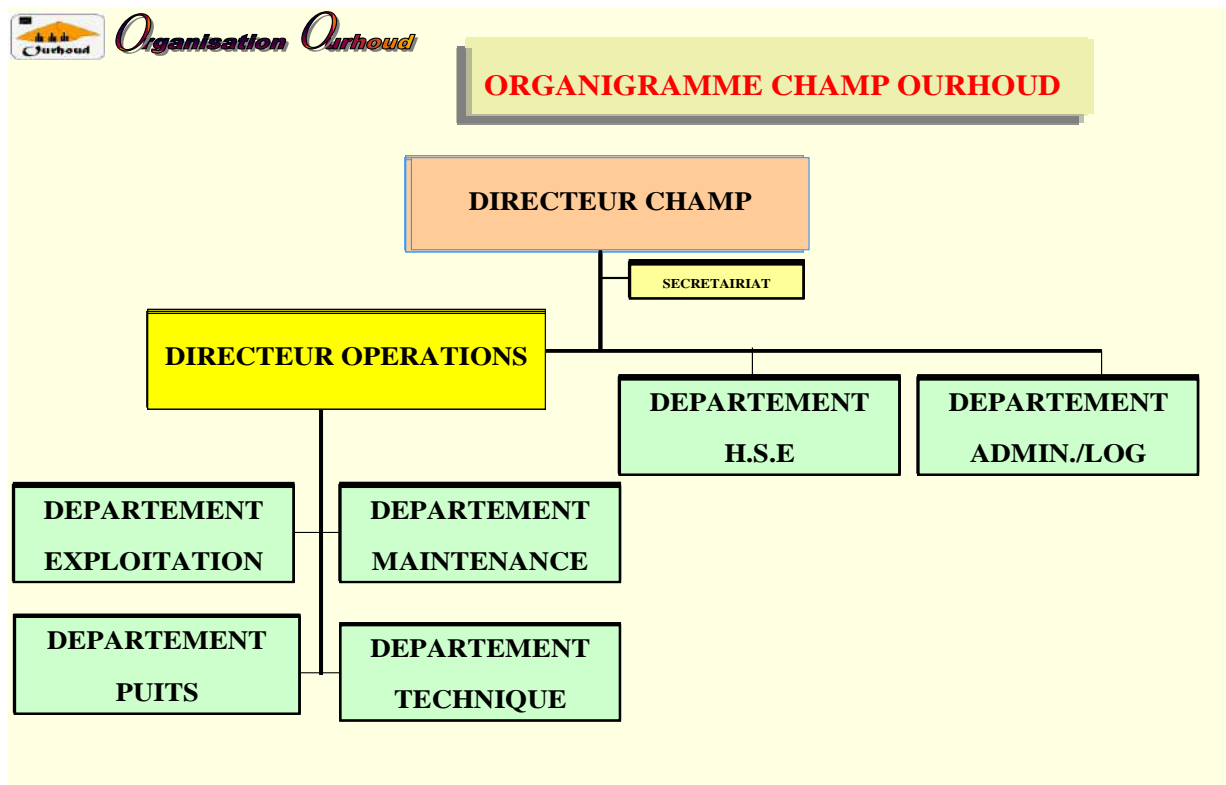 Ourhoud
Organisation Ourhoud
ORGANIGRAMME CHAMP OURHOUD
DIRECTEUR CHAMP
SECRETAIRIAT
DIRECTEUR OPERATIONS
DEPARTEMENT
H.S.E
DEPARTEMENT
ADMIN./LOG
DEPARTEMENT
EXPLOITATION
DEPARTEMENT
MAINTENANCE
DEPARTEMENT
PUITS
DEPARTEMENT
TECHNIQUE